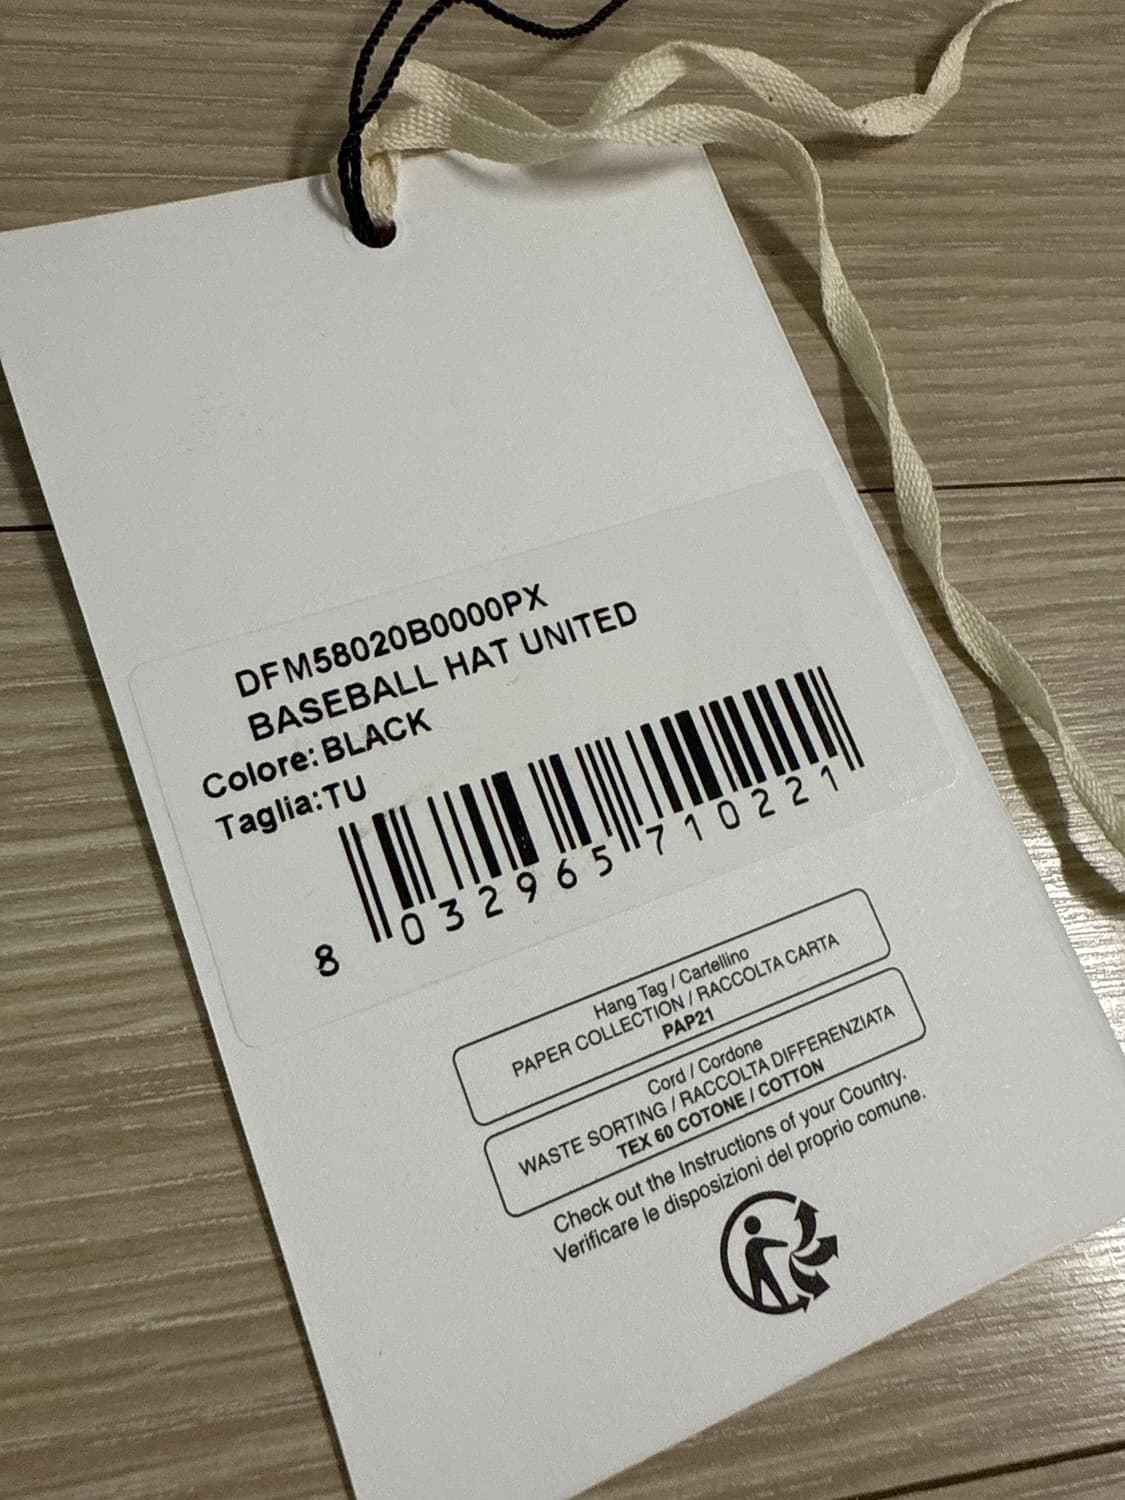 DFM58020B0000PX
BASEBALL HAT UNITED
Colore: BLACK
Taglia:TU
8 032965 710221
Hang Tag / Cartellino
PAPER COLLECTION / RACCOLTA CARTA
PAP21
Cord / Cordone
WASTE SORTING / RACCOLTA DIFFERENZIATA
TEX 60 COTONE / COTTON
Check out the Instructions of your Country.
Verificare le disposizioni del proprio comune.